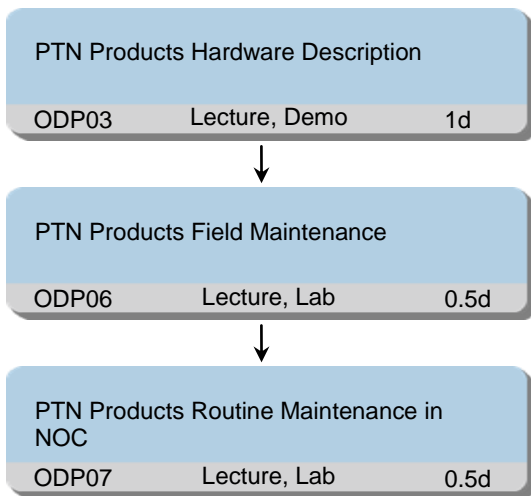 PTN Products Hardware Description
ODP03 Lecture, Demo 1d
PTN Products Field Maintenance
ODP06 Lecture, Lab 0.5d
PTN Products Routine Maintenance in
NOC
ODP07 Lecture, Lab 0.5d